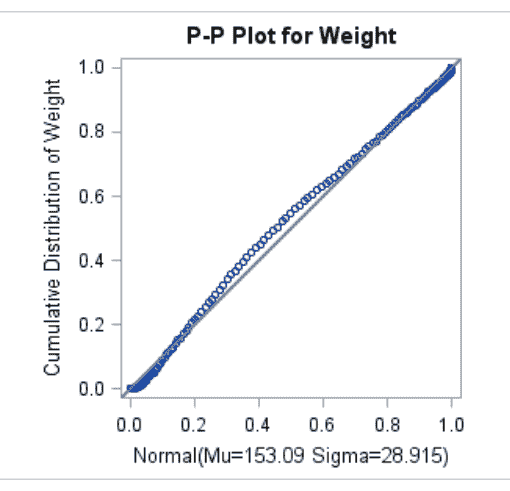 P-P Plot for Weight
Cumulative Distribution of Weight
1.0
0.8
0.6
0.4
0.2
0.0
0.0 0.2 0.4 0.6 0.8 1.0
Normal(Mu=153.09 Sigma=28.915)